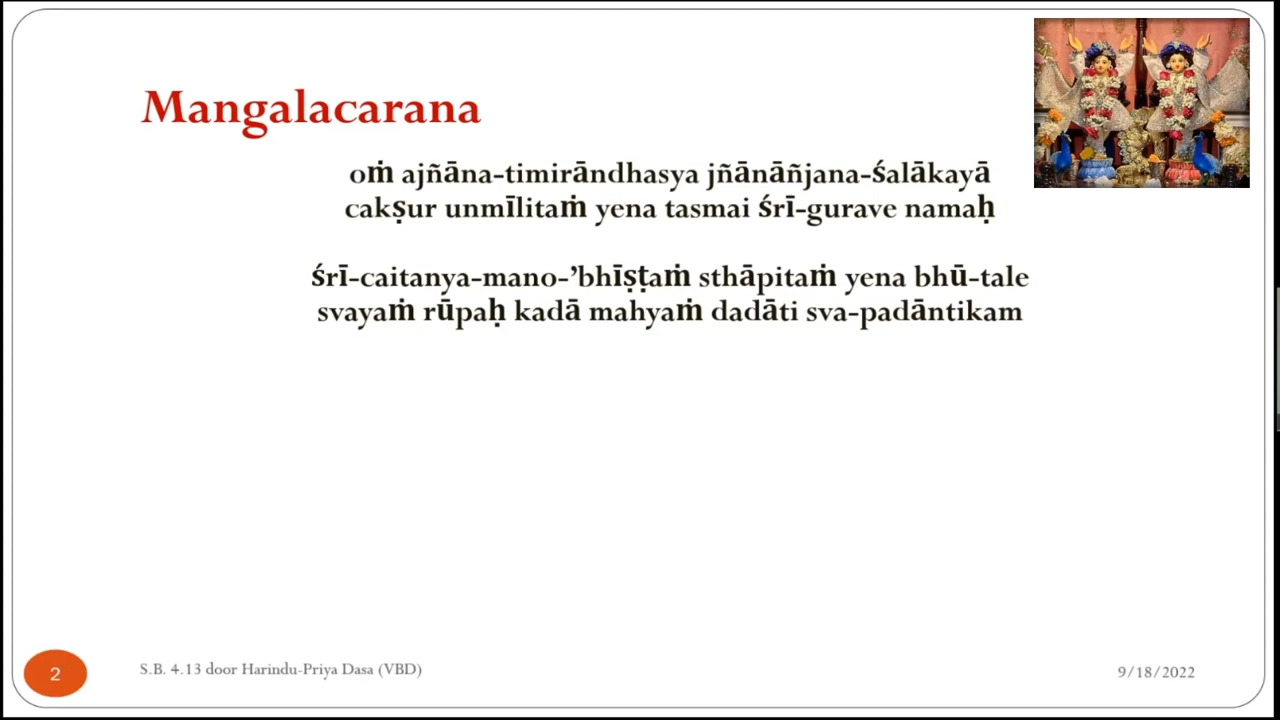 Mangalacarana
oṁ ajñāna-timirāndhasya jñānāñjana-śalākayā
cakṣur unmīlitaṁ yena tasmai śrī-gurave namaḥ
śrī-caitanya-mano-’bhīṣṭaṁ sthāpitaṁ yena bhū-tale
svayaṁ rūpaḥ kadā mahyaṁ dadāti sva-padāntikam
2
S.B. 4.13 door Harindu-Priya Dasa (VBD)
9/18/2022